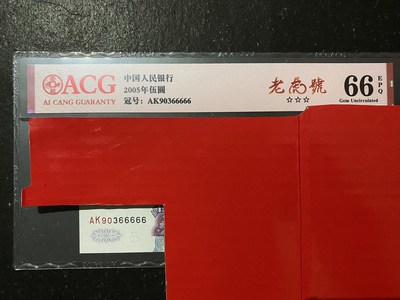 ACG
AI CANG GUARANTY
中国人民银行
2005年伍圓
冠号: AK90366666
老虎號
☆☆☆
66
EPQ
Gem Uncirculated
AK90366666